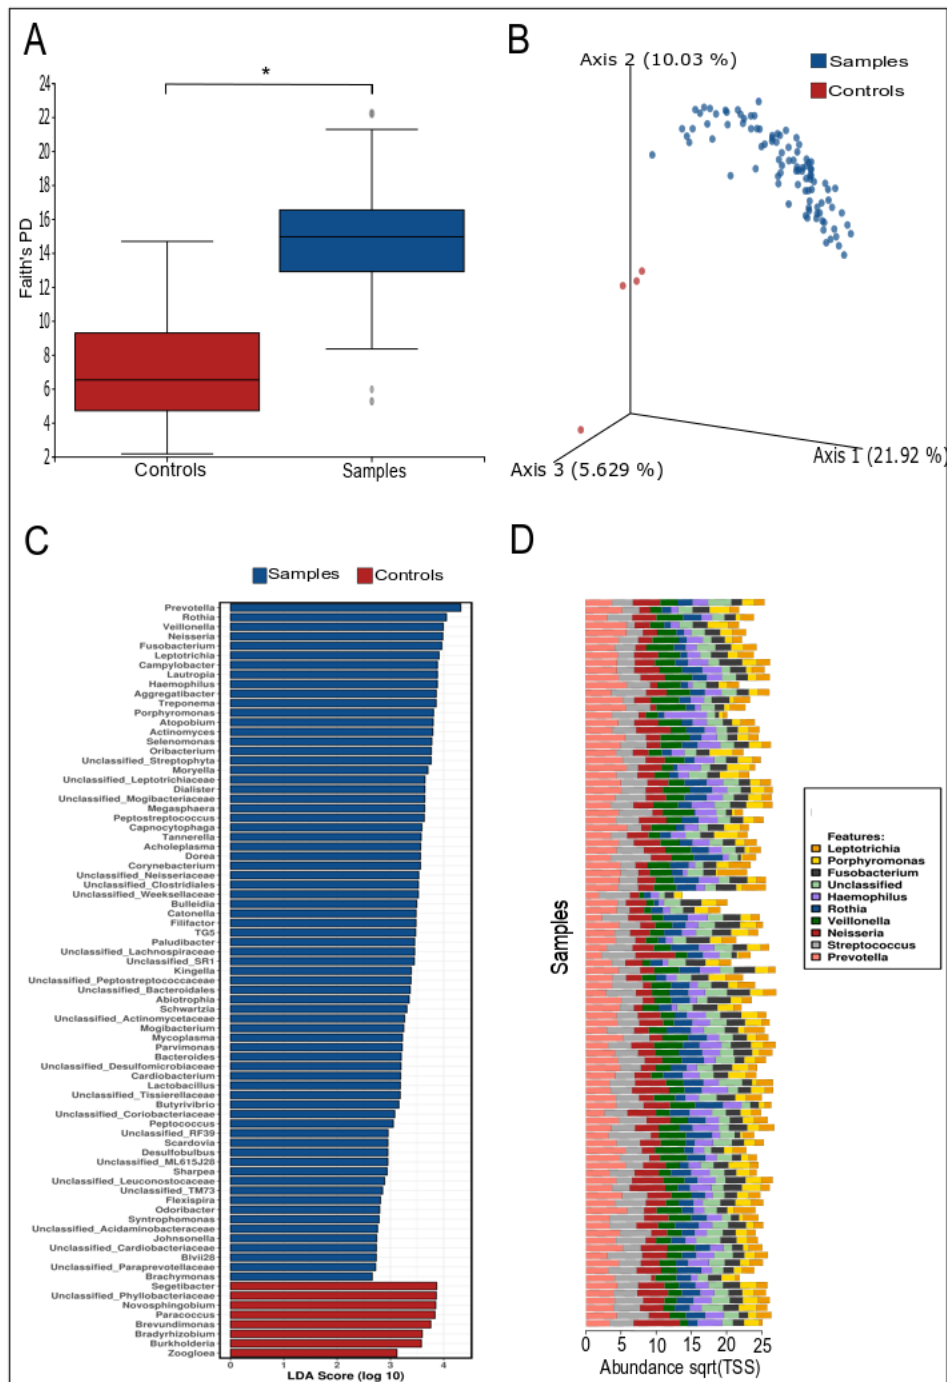 A
Faith's PD
24
22
20
18
16
14
12
10
8
6
4
2
*
Controls
Samples
B
Axis 2 (10.03 %)
Samples
Controls
Axis 1 (21.92 %)
Axis 3 (5.629 %)
C
Samples
Controls
Prevotella
Rothia
Veillonella
Neisseria
Fusobacterium
Leptotrichia
Campylobacter
Lautropia
Haemophilus
Aggregatibacter
Treponema
Porphyromonas
Atopobium
Actinomyces
Selenomonas
Oribacterium
Unclassified_Streptophyta
Moryella
Unclassified_Leptotrichiaceae
Dialister
Unclassified_Mogibacteriaceae
Megasphaera
Peptostreptococcus
Capnocytophaga
Tannerella
Acholeplasma
Dorea
Corynebacterium
Unclassified_Neisseriaceae
Unclassified_Clostridiales
Unclassified_Weeksellaceae
Bulleidia
Catonella
Filifactor
TG5
Paludibacter
Unclassified_Lachnospiraceae
Unclassified_SR1
Kingella
Unclassified_Peptostreptococcaceae
Unclassified_Bacteroidales
Abiotrophia
Schwartzia
Unclassified_Actinomycetaceae
Mogibacterium
Mycoplasma
Parvimonas
Bacteroides
Unclassified_Desulfomicrobiaceae
Cardiobacterium
Lactobacillus
Unclassified_Tissierellaceae
Butyrivibrio
Unclassified_Coriobacteriaceae
Peptococcus
Unclassified_RF39
Scardovia
Desulfobulbus
Unclassified_ML615J28
Sharpea
Unclassified_Leuconostocaceae
Unclassified_TM73
Flexispira
Odoribacter
Syntrophomonas
Unclassified_Acidaminobacteraceae
Johnsonella
Unclassified_Cardiobacteriaceae
Blvii28
Unclassified_Paraprevotellaceae
Brachymonas
Segetibacter
Unclassified_Phyllobacteriaceae
Novosphingobium
Paracoccus
Brevundimonas
Bradyrhizobium
Burkholderia
Zoogloea
0 1 2 3 4
LDA Score (log 10)
D
Samples
0 5 10 15 20 25
Abundance sqrt(TSS)
Features:
Leptotrichia
Porphyromonas
Fusobacterium
Unclassified
Haemophilus
Rothia
Veillonella
Neisseria
Streptococcus
Prevotella